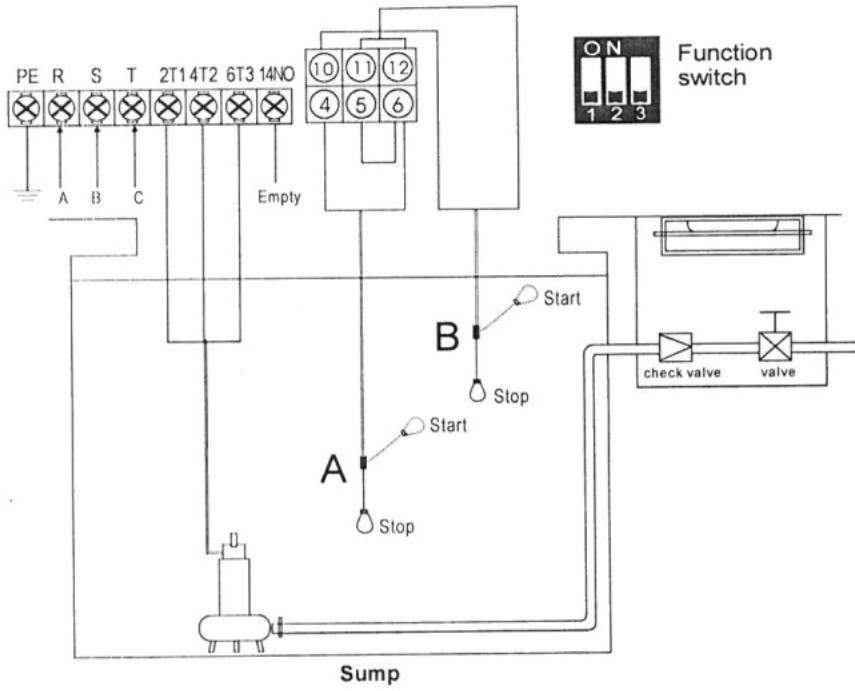 PE R S T 2T1 4T2 6T3 14NO
A B C Empty
10 11 12
4 5 6
ON
1 2 3
Function
switch
B
Start
Stop
A
Start
Stop
check valve valve
Sump